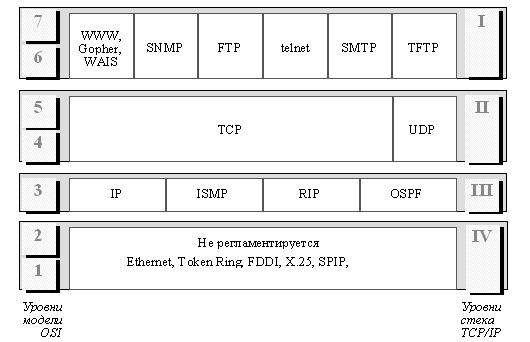 7
6
WWW,
Gopher,
WAIS
SNMP
FTP
telnet
SMTP
TFTP
I
5
4
TCP
UDP
II
3
IP
ISMP
RIP
OSPF
III
2
1
Не регламентируется
Ethernet, Token Ring, FDDI, X.25, SPIP,
IV
Уровни
модели
OSI
Уровни
стека
TCP/IP